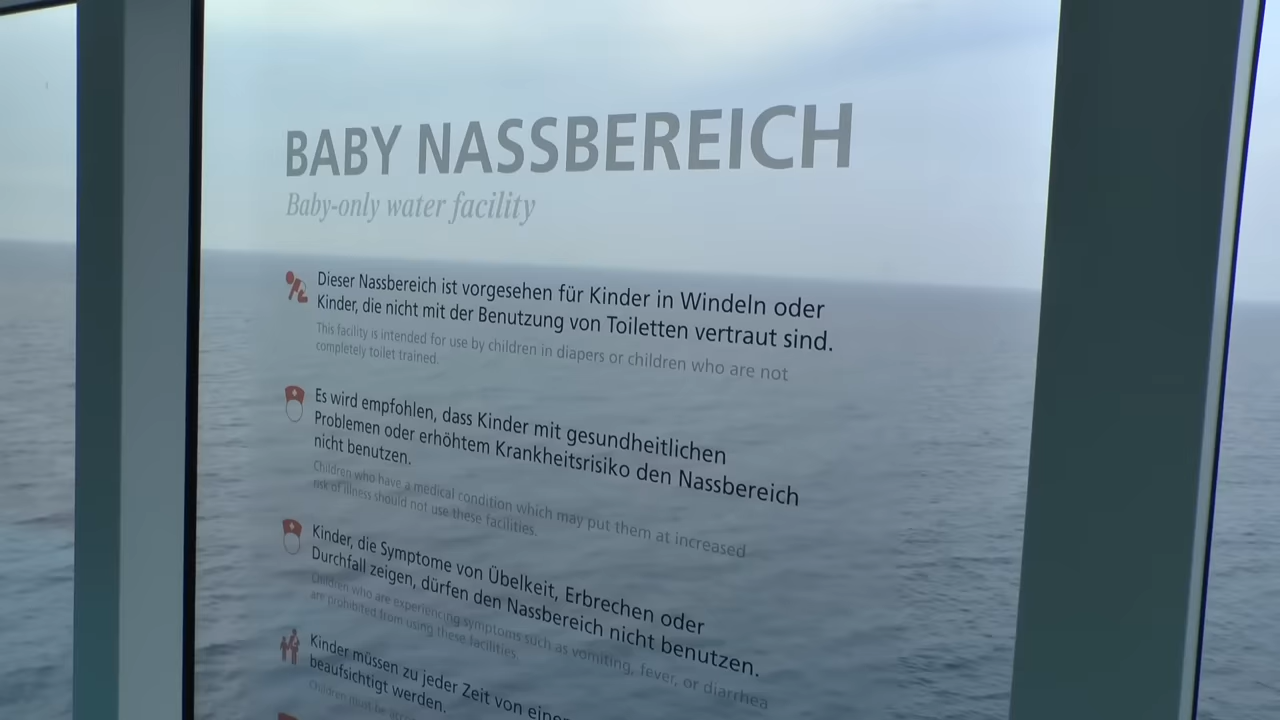 BABY NASSBEREICH
Baby-only water facility
Dieser Nassbereich ist vorgesehen für Kinder in Windeln oder
Kinder, die nicht mit der Benutzung von Toiletten vertraut sind.
This facility is intended for use by children in diapers or children who are not
completely toilet trained.
Es wird empfohlen, dass Kinder mit gesundheitlichen
Problemen oder erhöhtem Krankheitsrisiko den Nassbereich
nicht benutzen.
Children who have a medical condition which may put them at increased
risk of illness should not use these facilities.
Kinder, die Symptome von Übelkeit, Erbrechen oder
Durchfall zeigen, dürfen den Nassbereich nicht benutzen.
Children who are experiencing symptoms such as vomiting, fever, or diarrhea
are prohibited from using these facilities.
Kinder müssen zu jeder Zeit von
beaufsichtigt werden.
Children must be